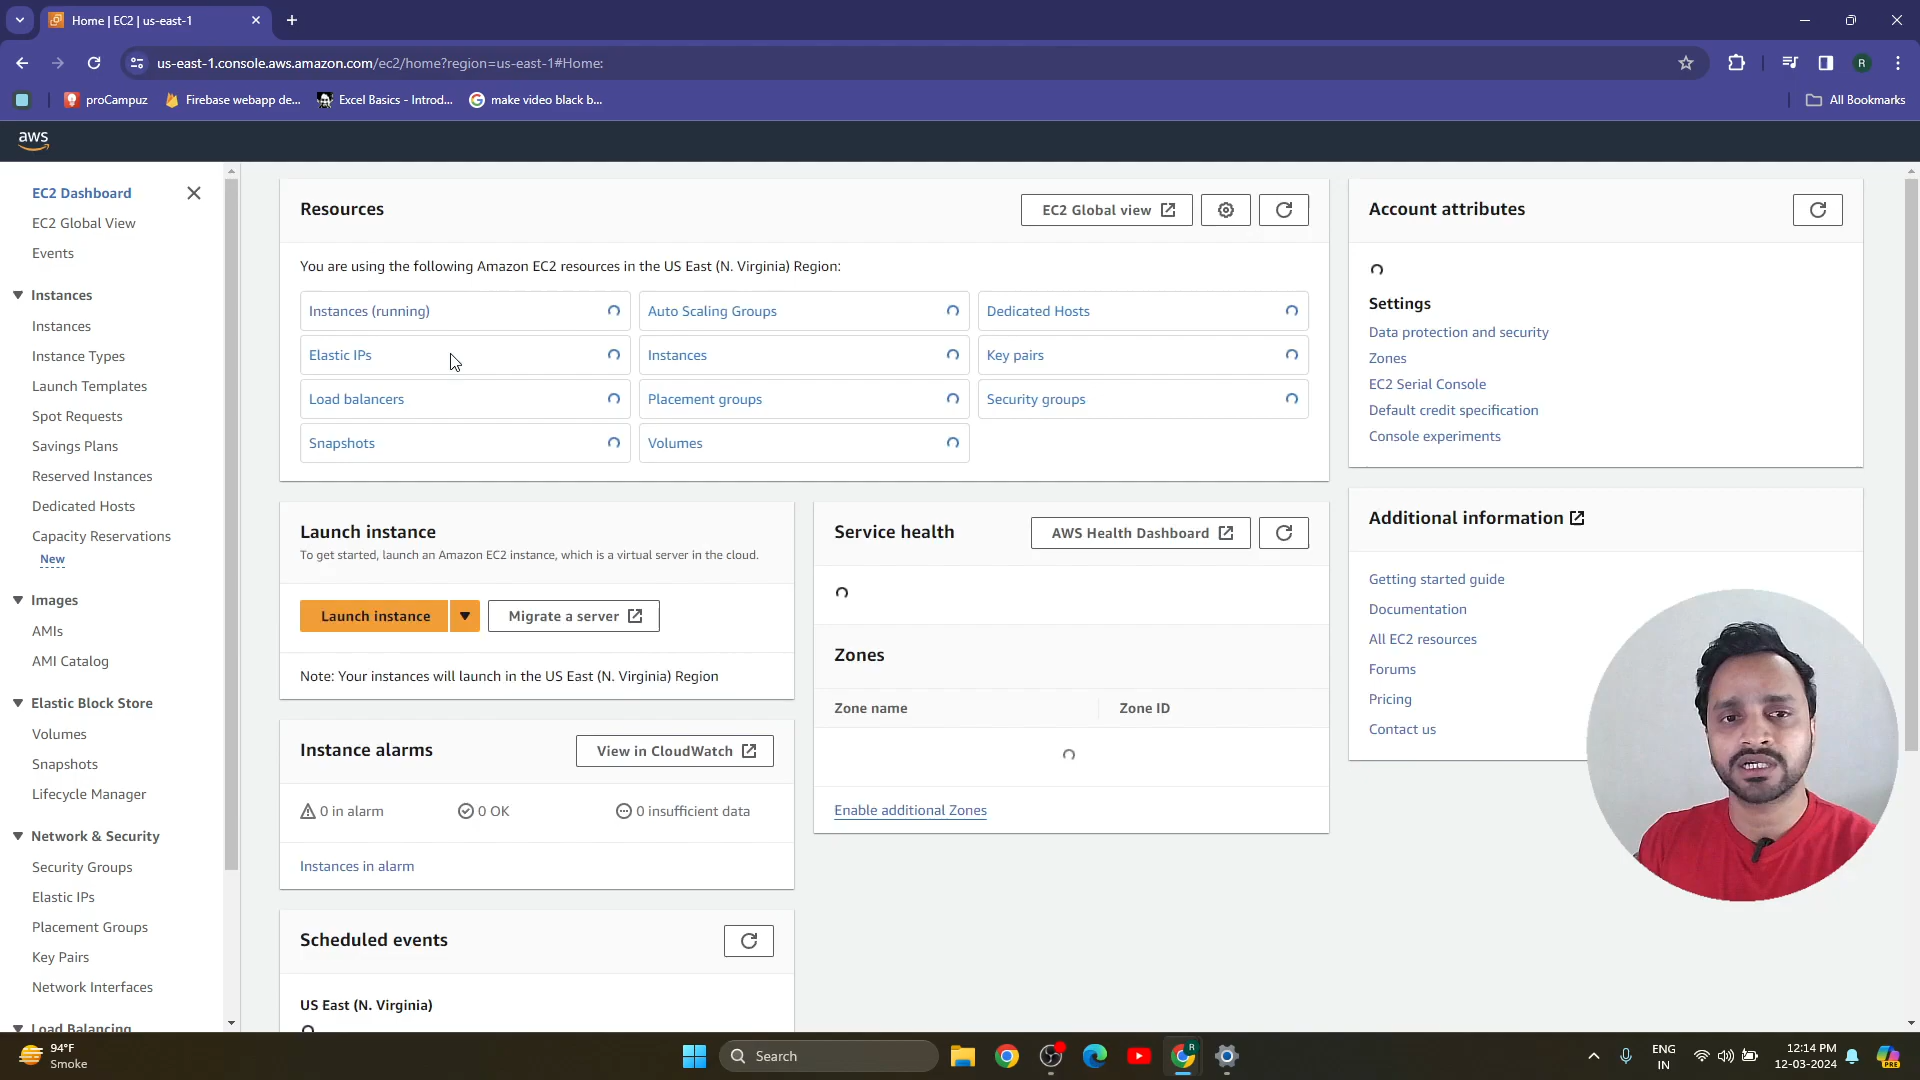 Home | EC2 | us-east-1
us-east-1.console.aws.amazon.com/ec2/home?region=us-east-1#Home:
R
proCampuz
Firebase webapp de...
Excel Basics - Introd...
make video black b...
All Bookmarks
aws
EC2 Dashboard
EC2 Global View
Events
Instances
Instances
Instance Types
Launch Templates
Spot Requests
Savings Plans
Reserved Instances
Dedicated Hosts
Capacity Reservations
New
Images
AMIs
AMI Catalog
Elastic Block Store
Volumes
Snapshots
Lifecycle Manager
Network & Security
Security Groups
Elastic IPs
Placement Groups
Key Pairs
Network Interfaces
Load Balancing
Resources
EC2 Global view
You are using the following Amazon EC2 resources in the US East (N. Virginia) Region:
Instances (running)
Auto Scaling Groups
Dedicated Hosts
Elastic IPs
Instances
Key pairs
Load balancers
Placement groups
Security groups
Snapshots
Volumes
Launch instance
To get started, launch an Amazon EC2 instance, which is a virtual server in the cloud.
Launch instance
Migrate a server
Note: Your instances will launch in the US East (N. Virginia) Region
Instance alarms
View in CloudWatch
0 in alarm
0 OK
0 insufficient data
Instances in alarm
Scheduled events
US East (N. Virginia)
Service health
AWS Health Dashboard
Zones
Zone name
Zone ID
Enable additional Zones
Account attributes
Settings
Data protection and security
Zones
EC2 Serial Console
Default credit specification
Console experiments
Additional information
Getting started guide
Documentation
All EC2 resources
Forums
Pricing
Contact us
94°F
Smoke
Search
R
ENG
IN
12:14 PM
12-03-2024
PRE